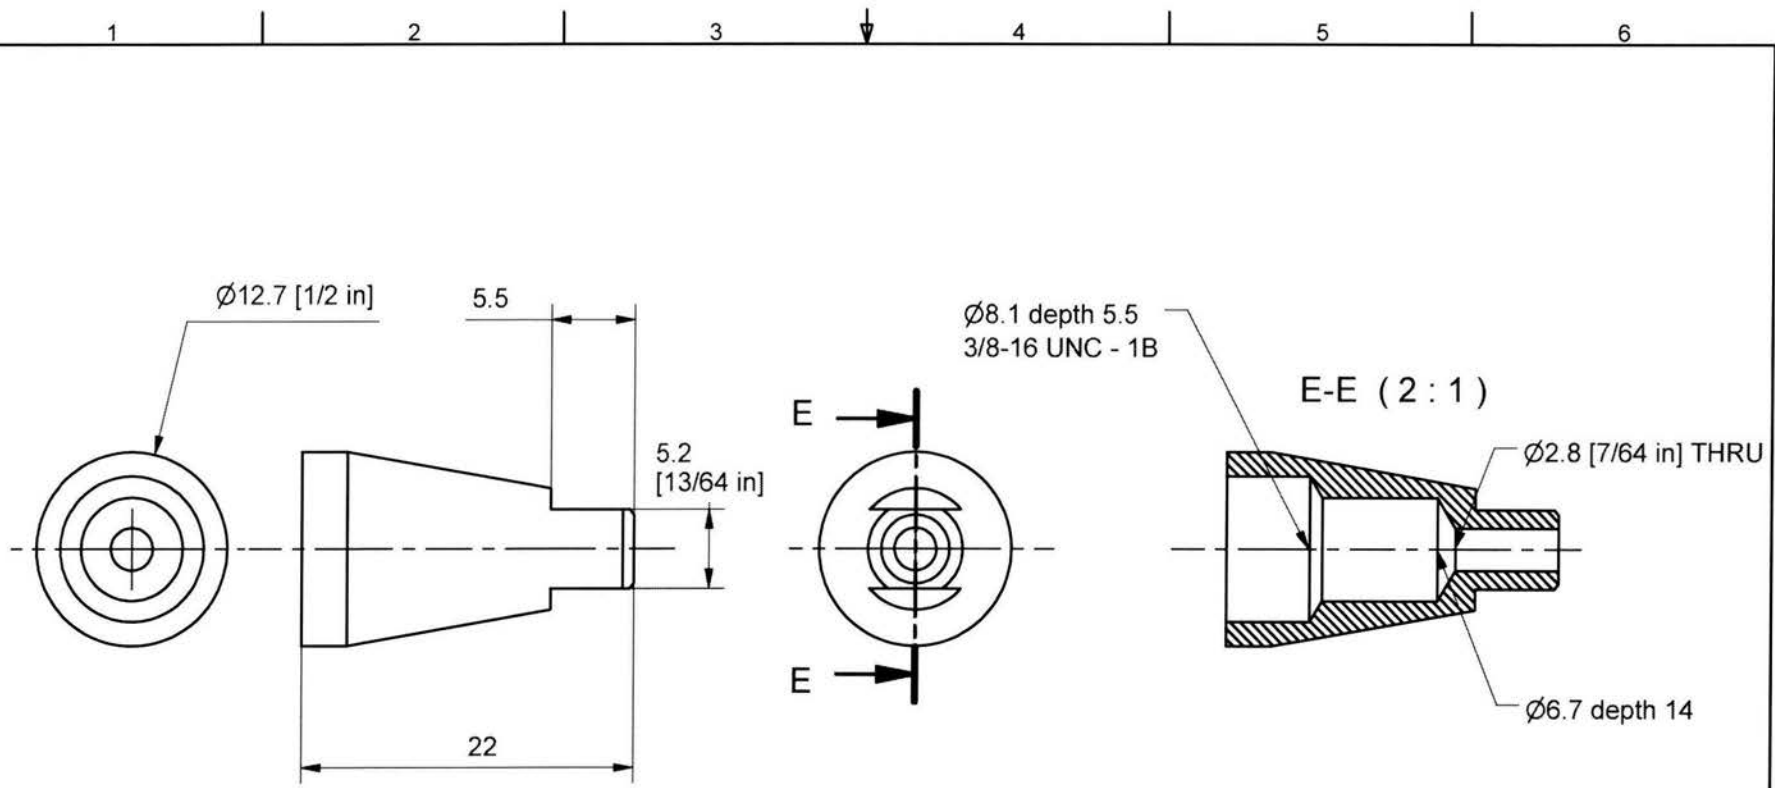 1 2 3 4 5 6
Ø12.7 [1/2 in]
5.5
5.2
[13/64 in]
22
E
E
Ø8.1 depth 5.5
3/8-16 UNC - 1B
E-E ( 2 : 1 )
Ø2.8 [7/64 in] THRU
Ø6.7 depth 14